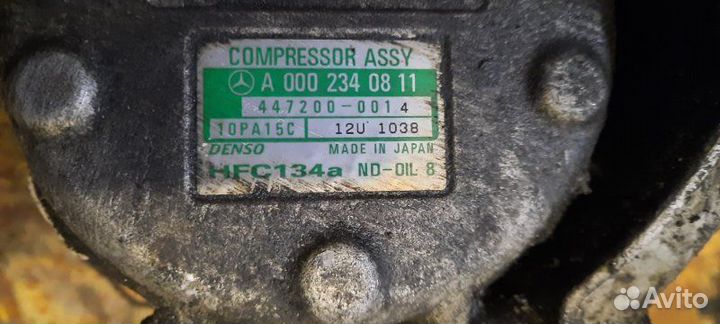 COMPRESSOR ASSY
A 000 234 08 11
447200-0014
10PA15C 12U 1038
DENSO MADE IN JAPAN
HFC134a ND-OIL 8
Avito